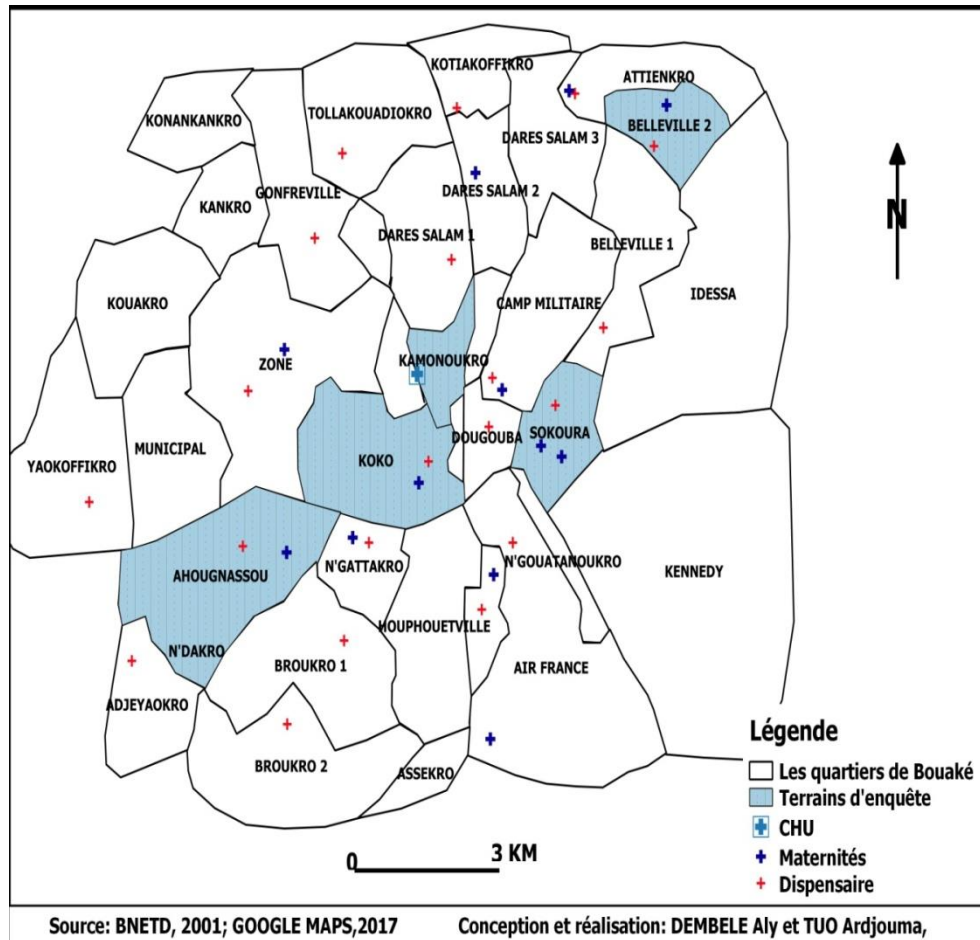 KOTIAKOFFIKRO
ATTIENKRO
KONANKANKRO
TOLLAKOUADIOKRO
DARES SALAM 3
BELLEVILLE 2
GONFREVILLE
DARES SALAM 2
KANKRO
DARES SALAM 1
BELLEVILLE 1
N
KOUAKRO
CAMP MILITAIRE
IDESSA
ZONE
KAMONOUKRO
DOUGOUBA
SOKOURA
MUNICIPAL
KOKO
YAOKOFFIKRO
N'GATTAKRO
N'GOUATANOUKRO
KENNEDY
AHOUGNASSOU
HOUPHOUETVILLE
N'DAKRO
BROUKRO 1
AIR FRANCE
ADJEYAOKRO
BROUKRO 2
ASSEKRO
Légende
Les quartiers de Bouaké
Terrains d'enquête
CHU
Maternités
Dispensaire
0 3 KM
Source: BNETD, 2001; GOOGLE MAPS,2017 Conception et réalisation: DEMBELE Aly et TUO Ardjouma,